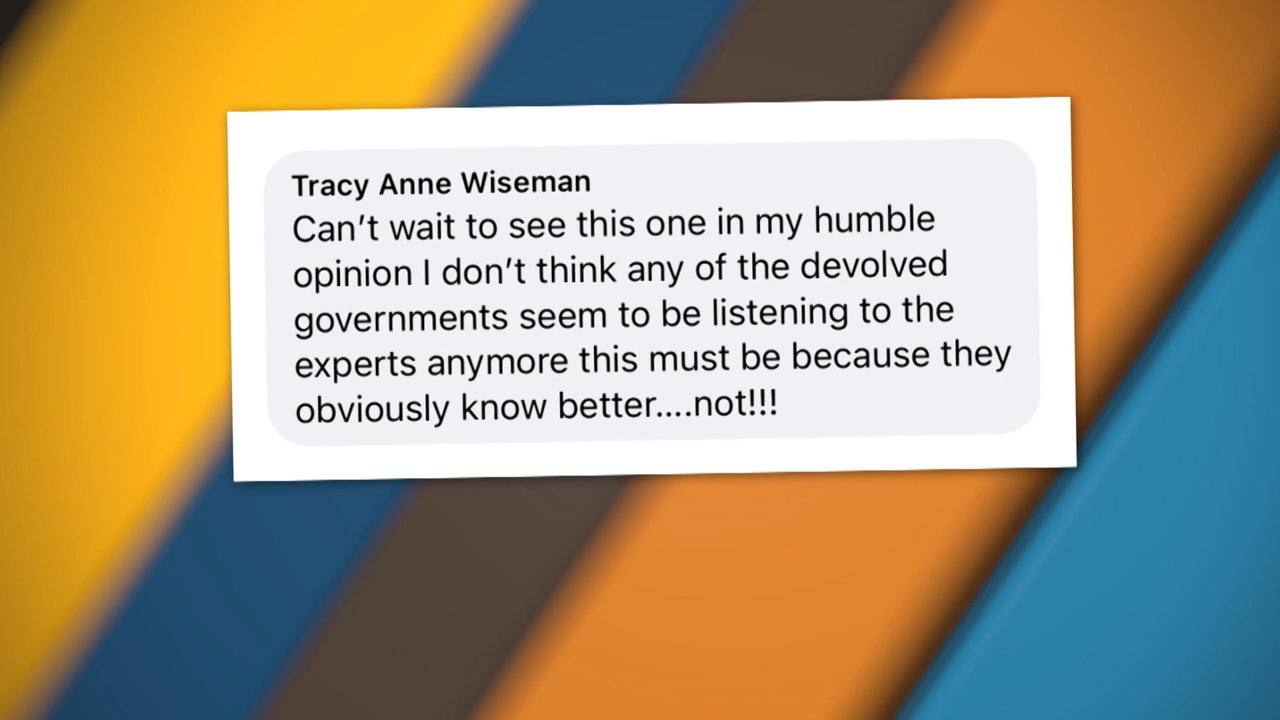 Tracy Anne Wiseman
Can’t wait to see this one in my humble
opinion I don’t think any of the devolved
governments seem to be listening to the
experts anymore this must be because they
obviously know better....not!!!